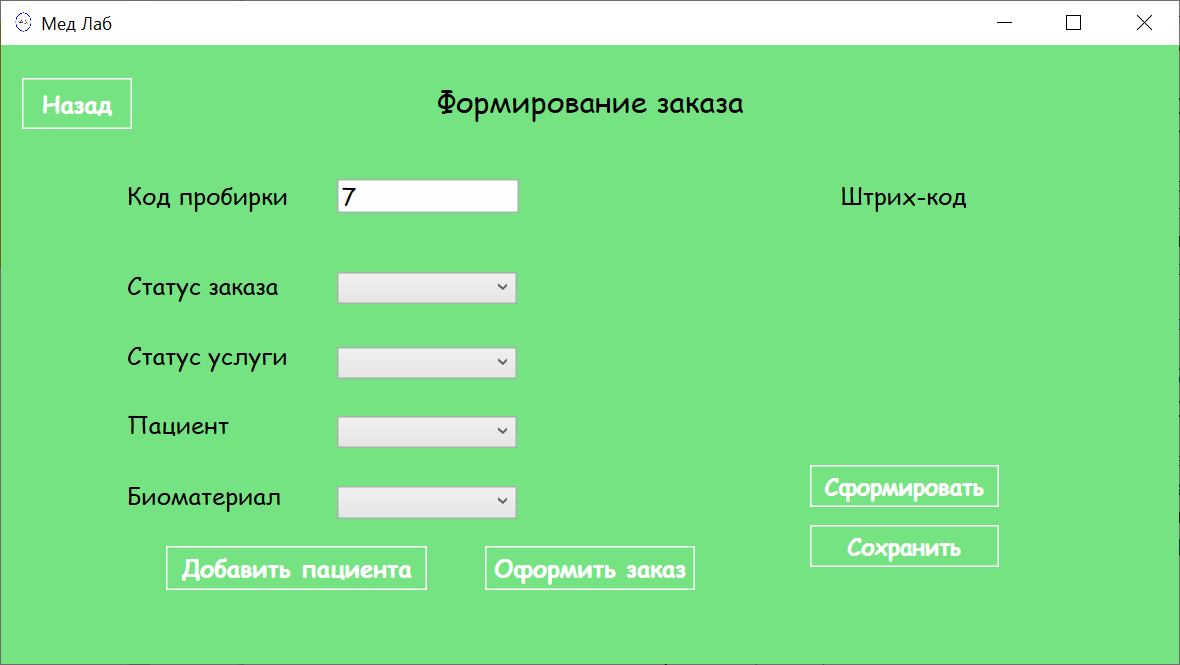 Мед Лаб
Назад
Формирование заказа
Код пробирки
7
Штрих-код
Статус заказа
Статус услуги
Пациент
Биоматериал
Сформировать
Сохранить
Добавить пациента
Оформить заказ